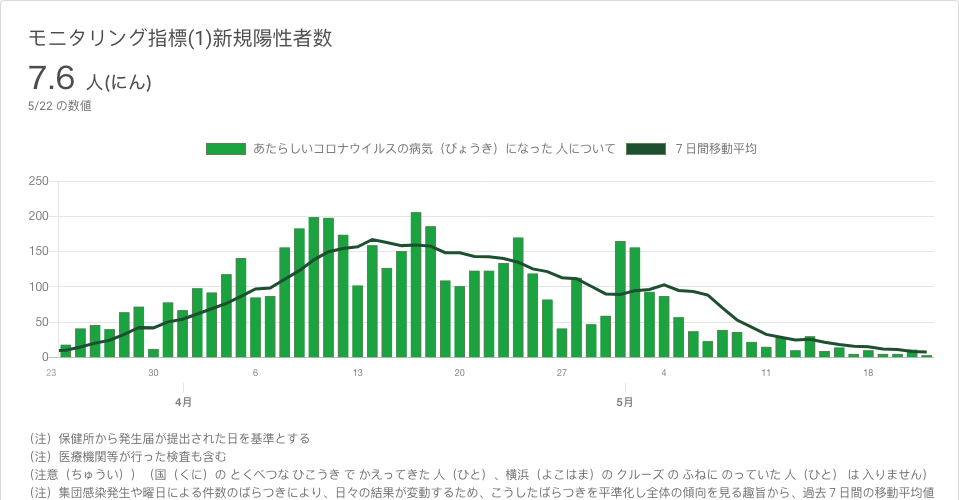 モニタリング指標(1)新規陽性者数
7.6 人(にん)
5/22 の数値
あたらしいコロナウイルスの病気（びょうき）になった 人について 7 日間移動平均
250
200
150
100
50
0
23 30 6 13 20 27 4 11 18
4月 5月
（注）保健所から発生届が提出された日を基準とする
（注）医療機関等が行った検査も含む
（注意（ちゅうい））（国（くに）の とくべつな ひこうき で かえってきた 人（ひと）、横浜（よこはま）の クルーズ の ふねに のっていた 人（ひと） は 入りません）
（注）集団感染発生や曜日による件数のばらつきにより、日々の結果が変動するため、こうしたばらつきを平準化し全体の傾向を見る趣旨から、過去７日間の移動平均値